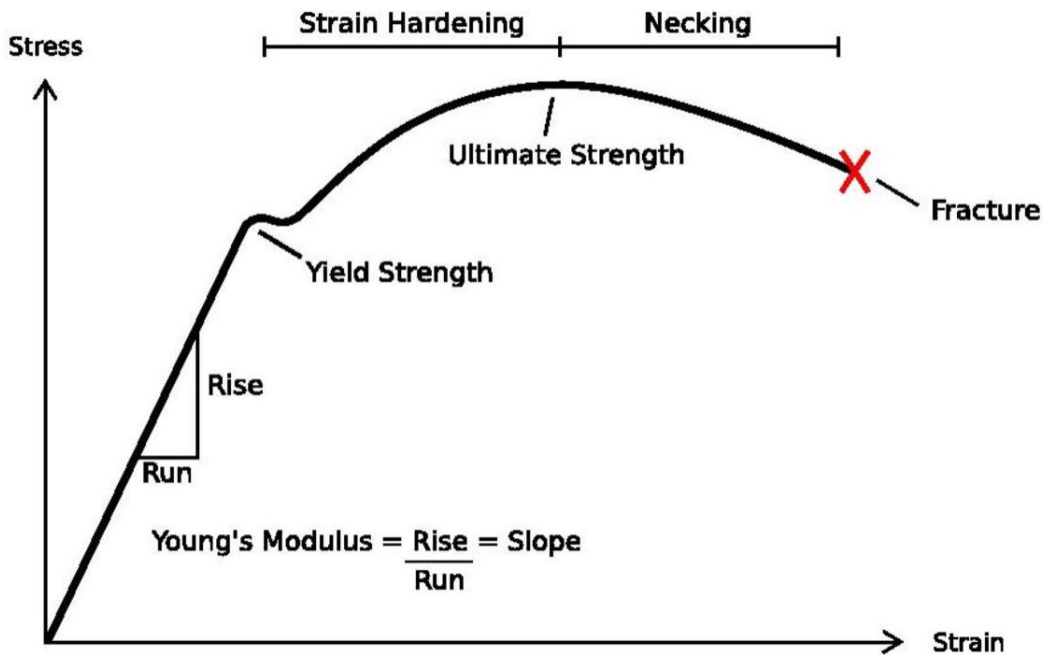 Strain Hardening
Necking
Stress
Ultimate Strength
Fracture
Yield Strength
Rise
Run
Young's Modulus = Rise = Slope
Run
Strain